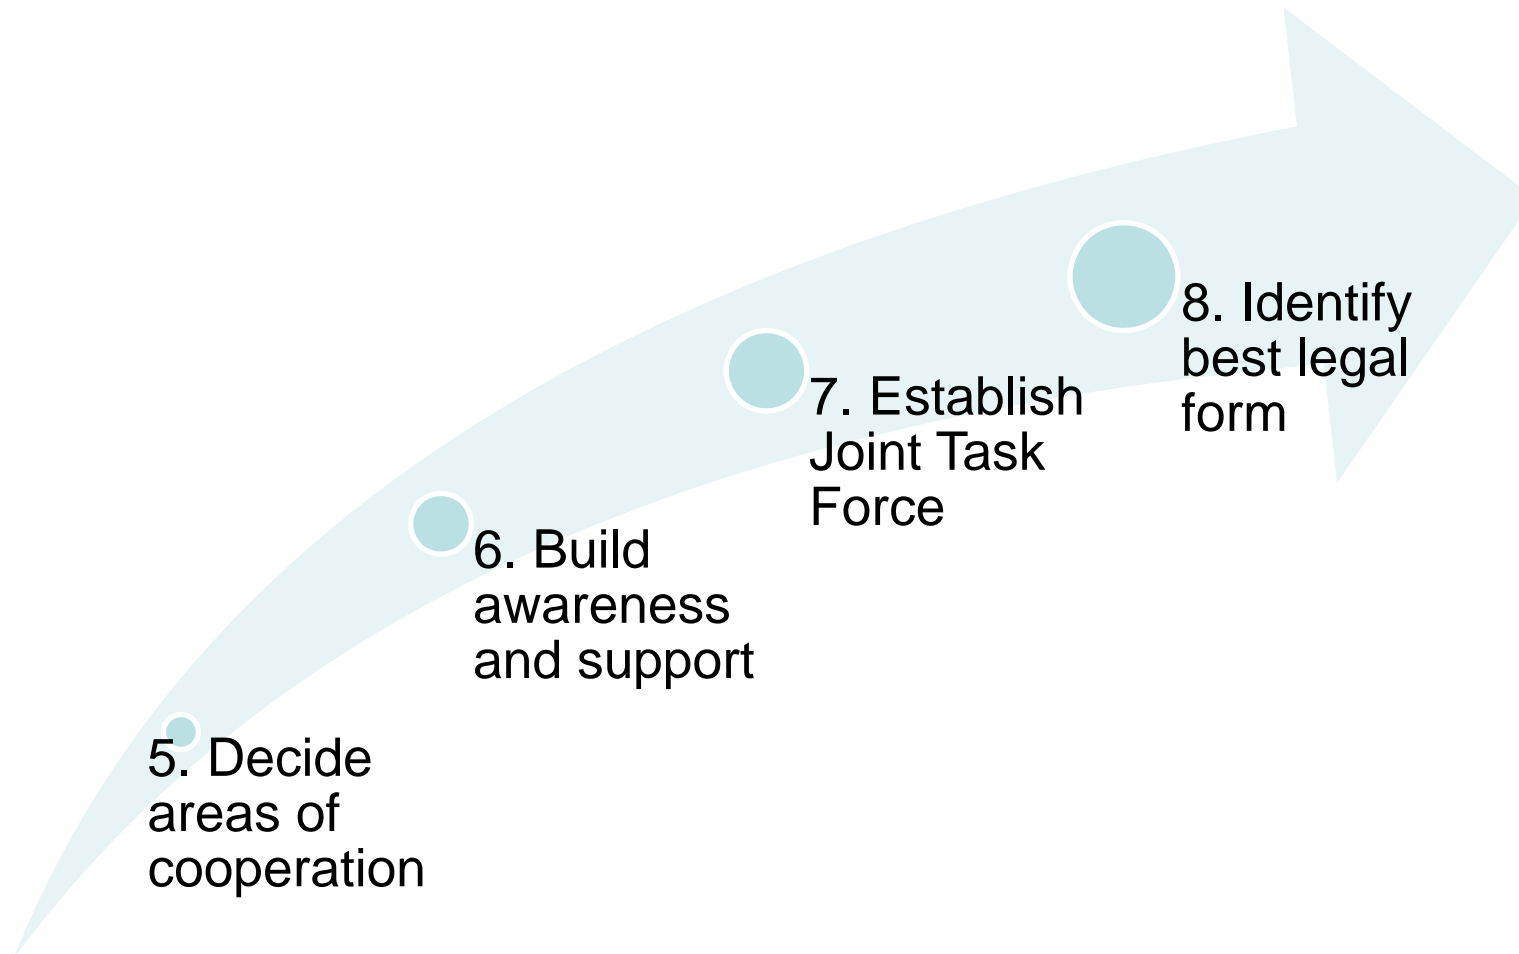 5. Decide
areas of
cooperation
6. Build
awareness
and support
7. Establish
Joint Task
Force
8. Identify
best legal
form